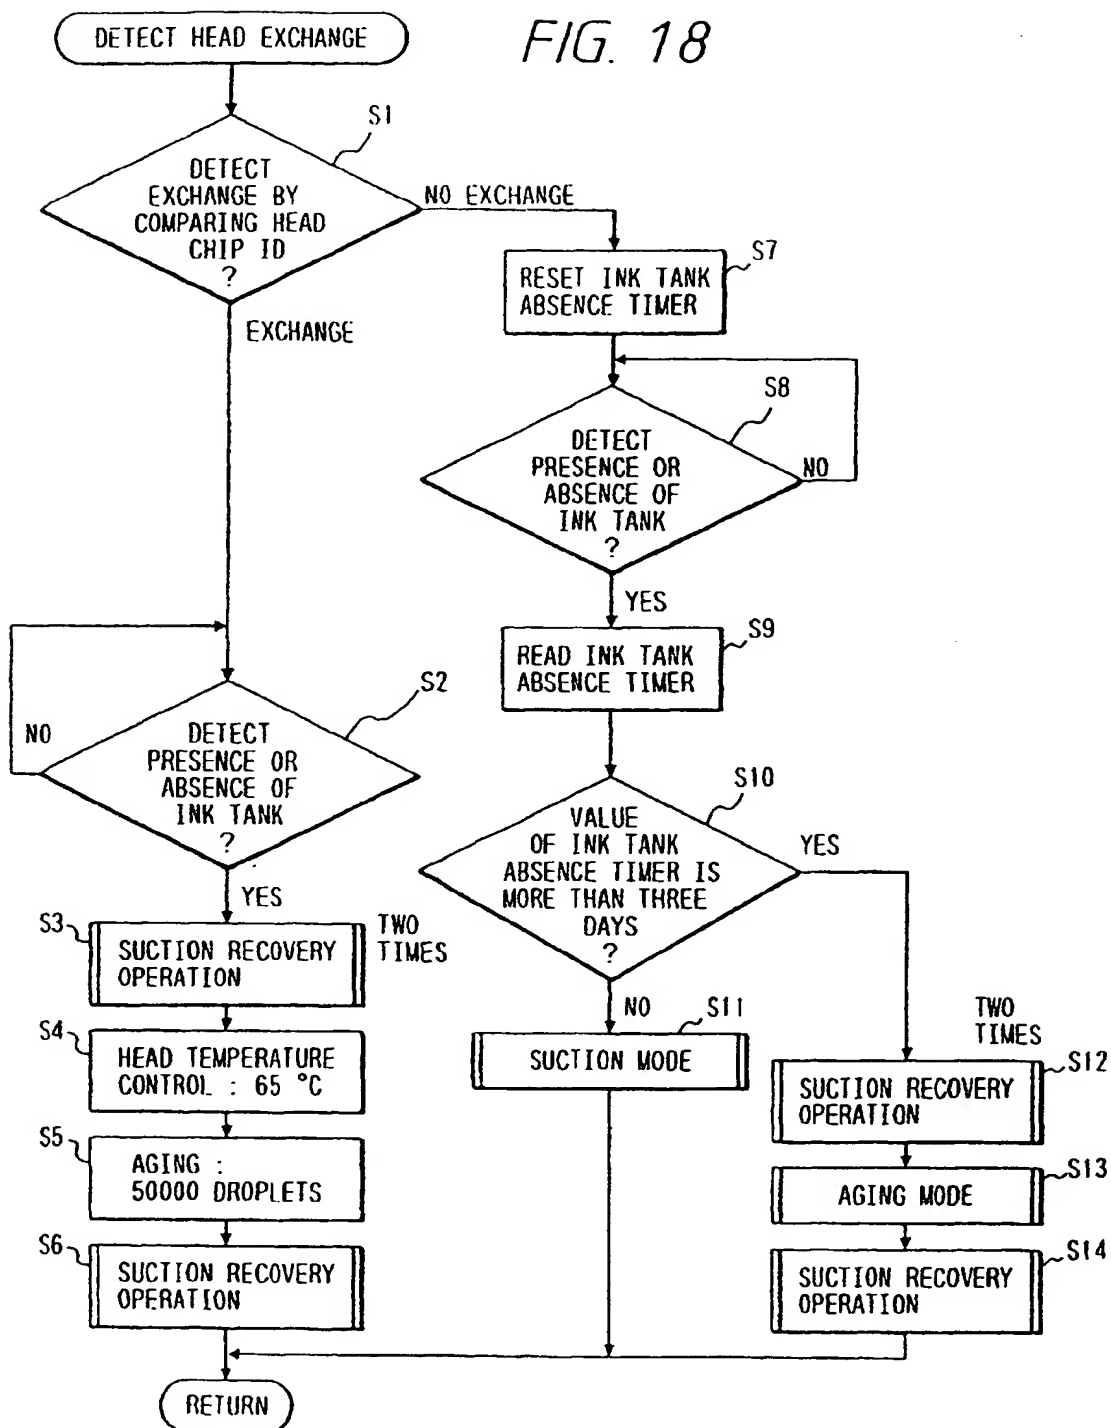 DETECT HEAD EXCHANGE
FIG. 18
S1
DETECT
EXCHANGE BY
COMPARING HEAD
CHIP ID
?
NO EXCHANGE
EXCHANGE
S7
RESET INK TANK
ABSENCE TIMER
S8
DETECT
PRESENCE OR
ABSENCE OF
INK TANK
?
NO
YES
S9
READ INK TANK
ABSENCE TIMER
S2
DETECT
PRESENCE OR
ABSENCE OF
INK TANK
?
NO
YES
S10
VALUE
OF INK TANK
ABSENCE TIMER IS
MORE THAN THREE
DAYS
?
YES
NO
S3
SUCTION RECOVERY
OPERATION
TWO
TIMES
S4
HEAD TEMPERATURE
CONTROL : 65 °C
S5
AGING :
50000 DROPLETS
S6
SUCTION RECOVERY
OPERATION
S11
SUCTION MODE
TWO
TIMES
S12
SUCTION RECOVERY
OPERATION
S13
AGING MODE
S14
SUCTION RECOVERY
OPERATION
RETURN